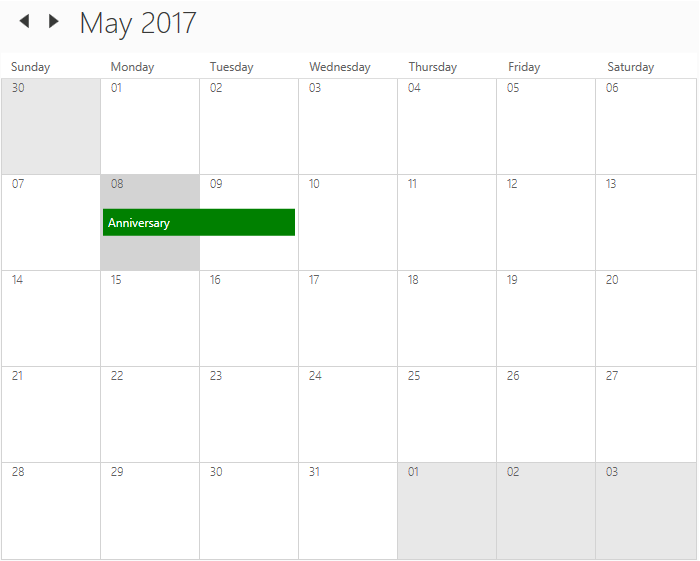 May 2017
Sunday Monday Tuesday Wednesday Thursday Friday Saturday
30 01 02 03 04 05 06
07 08 09 10 11 12 13
Anniversary
14 15 16 17 18 19 20
21 22 23 24 25 26 27
28 29 30 31 01 02 03